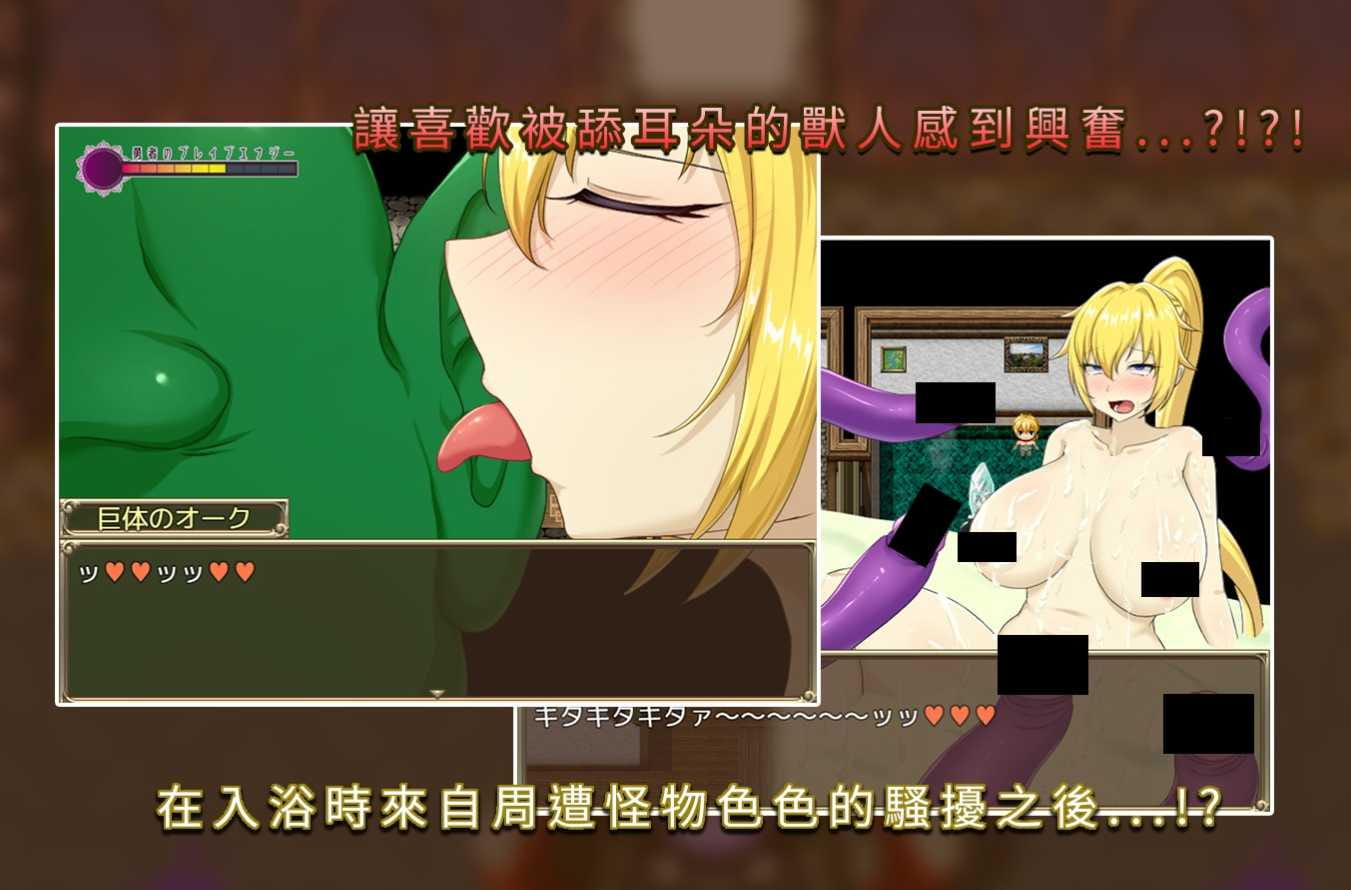 讓喜歡被舔耳朵的獸人感到興奮...?!?!
勇者のブレイブエナジー
巨体のオーク
ッ♥♥ッッ♥♥
キタキタキタァ〜〜〜〜〜〜ッッ♥♥♥
在入浴時來自周遭怪物色色的騷擾之後...!?